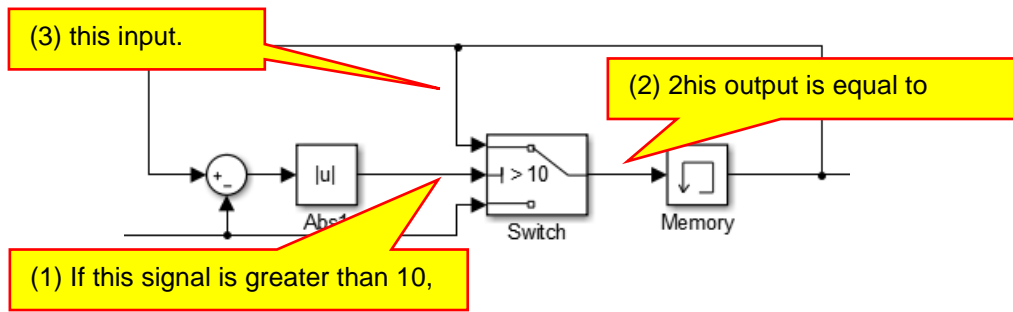 (3) this input.
(2) 2his output is equal to
+
−
|u|
> 10
Abs1
Switch
Memory
(1) If this signal is greater than 10,